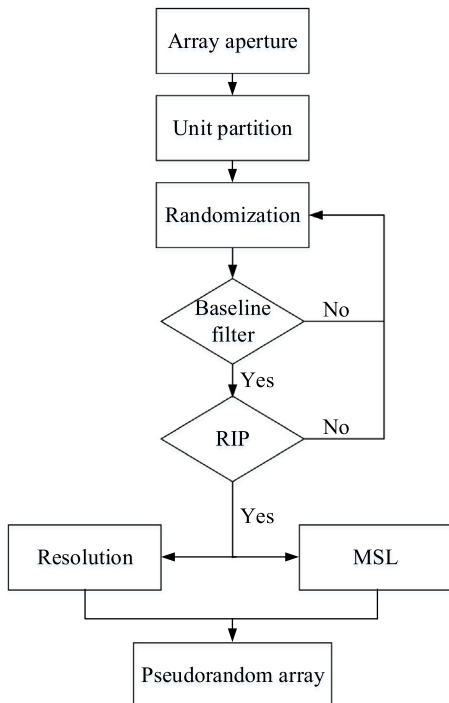 Array aperture
Unit partition
Randomization
Baseline
filter
No
Yes
RIP
No
Yes
Resolution
MSL
Pseudorandom array